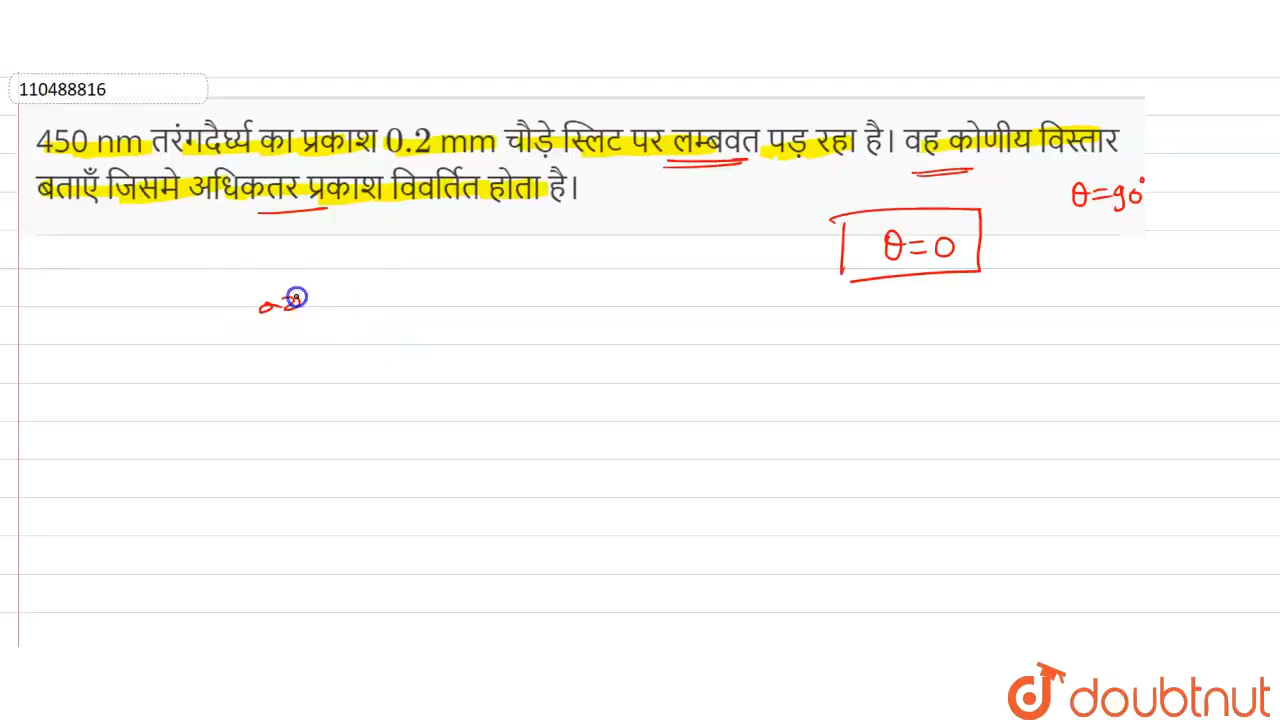 110488816
450 nm तरंगदैर्घ्य का प्रकाश 0.2 mm चौड़े स्लिट पर लम्बवत पड़ रहा है। वह कोणीय विस्तार
बताएँ जिसमे अधिकतर प्रकाश विवर्तित होता है।
θ=90°
θ=0
doubtnut